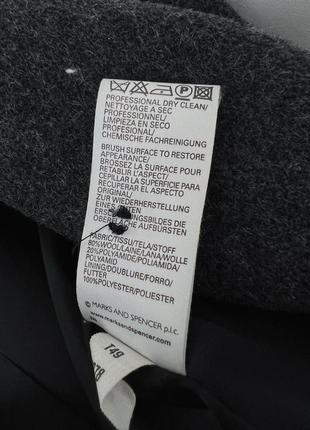 PROFESSIONAL DRY CLEAN/
NETTOYAGE A SEC
PROFESSIONNEL/
LIMPIEZA EN SECO
PROFESIONAL/
CHEMISCHE FACHREINIGUNG
BRUSH SURFACE TO RESTORE
APPEARANCE/
BROSSEZ LA SURFACE POUR
RETABLIR L'ASPECT/
CEPILLAR LA SUPERFICIE PARA
RECUPERAR EL ASPECTO
ORIGINAL/
ZUR WIEDERHERSTELLUNG
EINES
OBERFLÄCHE AUFBÜRSTEN
FABRIC/TISSU/TELA/STOFF
80%WOOL/LAINE/LANA/WOLLE
20%POLYAMIDE/POLIAMIDA/
POLYAMID
LINING/DOUBLURE/FORRO/
FUTTER
100%POLYESTER/POLIESTER
© MARKS AND SPENCER p.l.c.
www.marksandspencer.com
T49